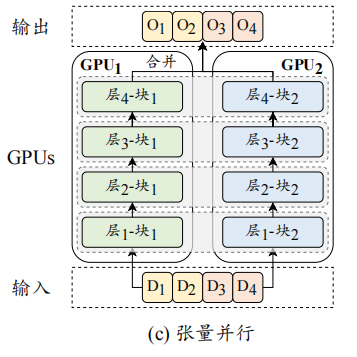 输出 O1 O2 O3 O4
GPU1 合并 GPU2
层4-块1 层4-块2
层3-块1 层3-块2
GPUs
层2-块1 层2-块2
层1-块1 层1-块2
输入 D1 D2 D3 D4
(c) 张量并行